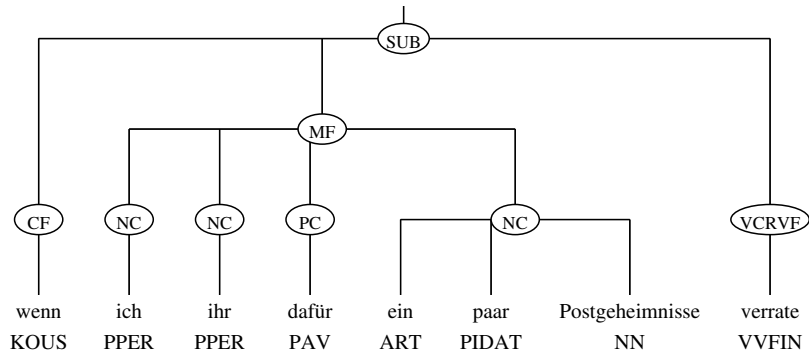 SUB
MF
CF NC NC PC NC VCRVF
wenn ich ihr dafür ein paar Postgeheimnisse verrate
KOUS PPER PPER PAV ART PIDAT NN VVFIN